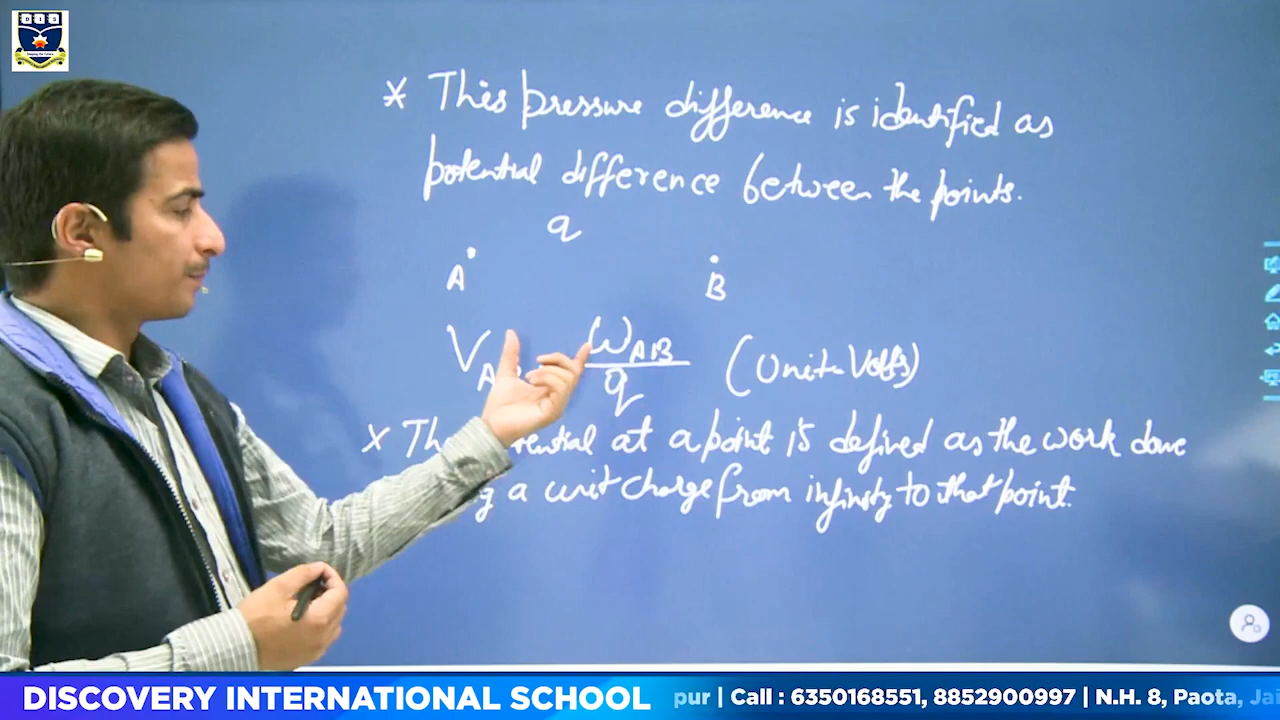 * This pressure difference is identified as
potential difference between the points.
q
A B
V W_AB / q (Unit-Volts)
* The potential at a point is defined as the work done
a unit charge from infinity to that point.
DISCOVERY INTERNATIONAL SCHOOL
pur | Call : 6350168551, 8852900997 | N.H. 8, Paota, Jai